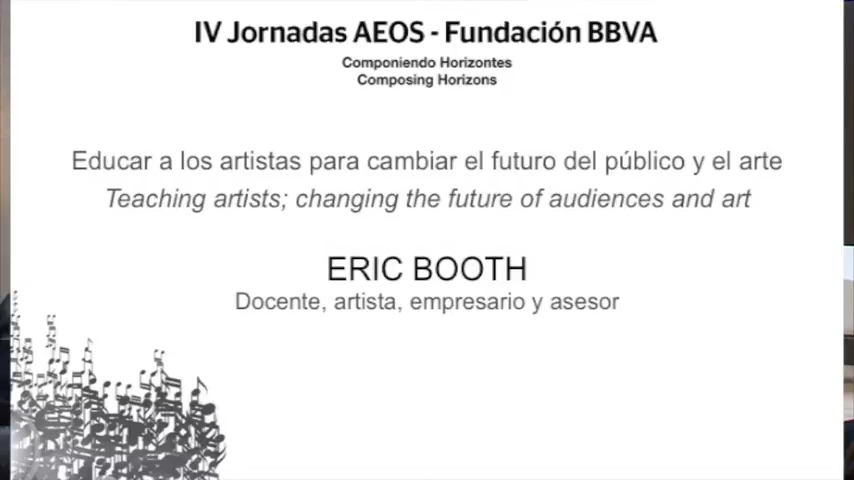 IV Jornadas AEOS - Fundación BBVA
Componiendo Horizontes
Composing Horizons
Educar a los artistas para cambiar el futuro del público y el arte
Teaching artists; changing the future of audiences and art
ERIC BOOTH
Docente, artista, empresario y asesor